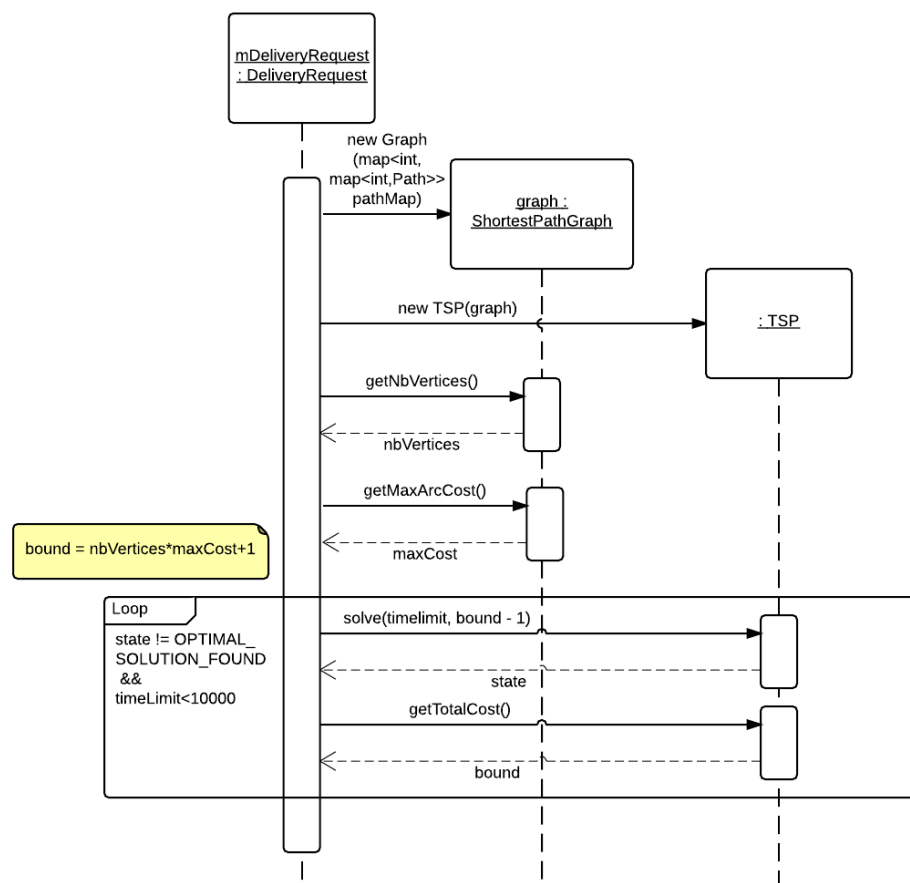 mDeliveryRequest
: DeliveryRequest
new Graph
(map<int,
map<int,Path>>
pathMap)
graph :
ShortestPathGraph
new TSP(graph)
: TSP
getNbVertices()
nbVertices
getMaxArcCost()
maxCost
bound = nbVertices*maxCost+1
Loop
state != OPTIMAL_
SOLUTION_FOUND
&&
timeLimit<10000
solve(timelimit, bound - 1)
state
getTotalCost()
bound